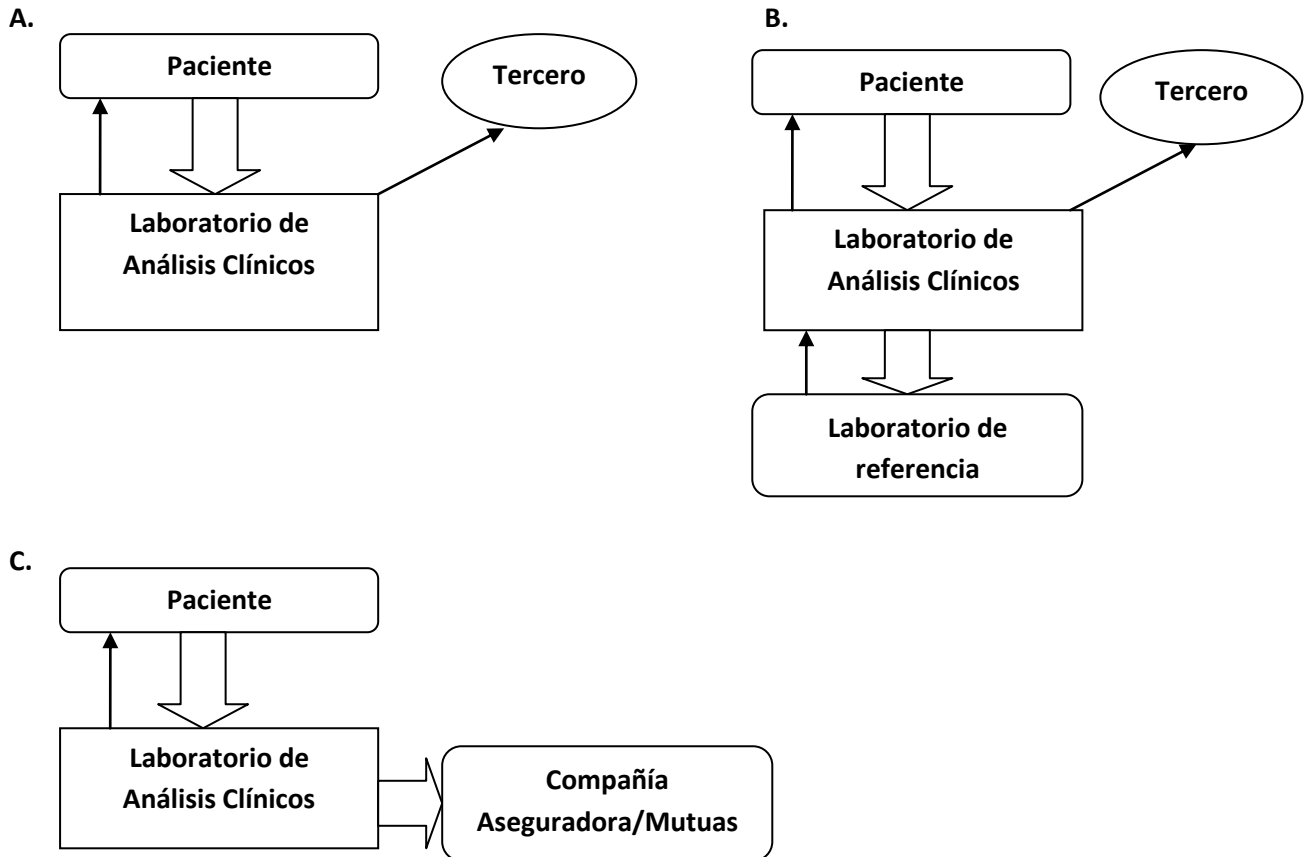 A.
Paciente
Tercero
Laboratorio de
Análisis Clínicos
B.
Paciente
Tercero
Laboratorio de
Análisis Clínicos
Laboratorio de
referencia
C.
Paciente
Laboratorio de
Análisis Clínicos
Compañía
Aseguradora/Mutuas